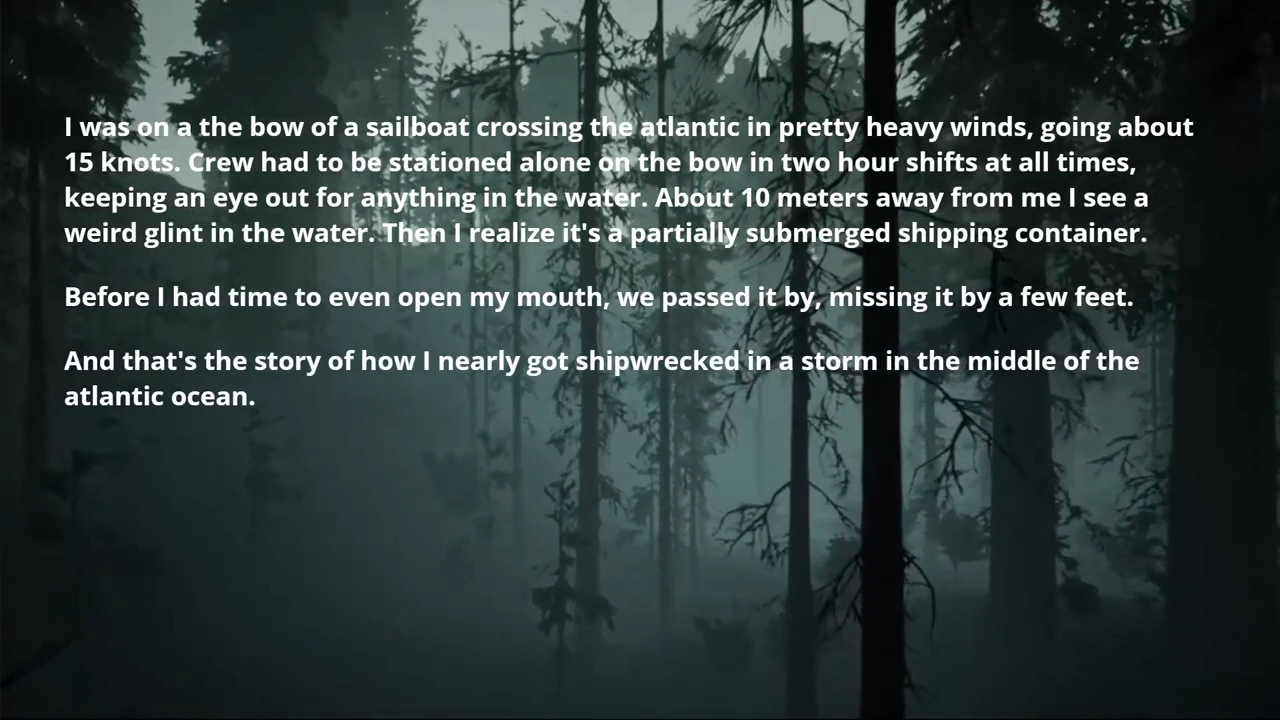 I was on a the bow of a sailboat crossing the atlantic in pretty heavy winds, going about
15 knots. Crew had to be stationed alone on the bow in two hour shifts at all times,
keeping an eye out for anything in the water. About 10 meters away from me I see a
weird glint in the water. Then I realize it's a partially submerged shipping container.
Before I had time to even open my mouth, we passed it by, missing it by a few feet.
And that's the story of how I nearly got shipwrecked in a storm in the middle of the
atlantic ocean.